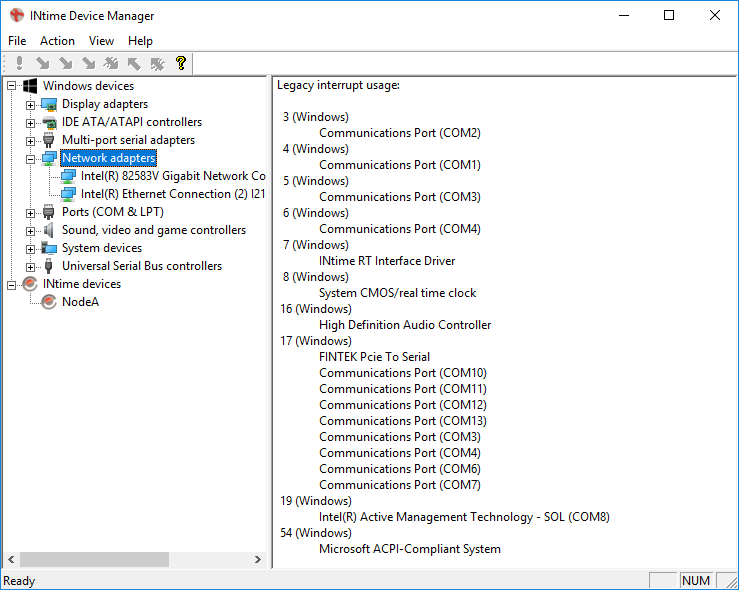 INtime Device Manager
File Action View Help
Windows devices
Display adapters
IDE ATA/ATAPI controllers
Multi-port serial adapters
Network adapters
Intel(R) 82583V Gigabit Network Co
Intel(R) Ethernet Connection (2) I21
Ports (COM & LPT)
Sound, video and game controllers
System devices
Universal Serial Bus controllers
INtime devices
NodeA
Legacy interrupt usage:
3 (Windows)
Communications Port (COM2)
4 (Windows)
Communications Port (COM1)
5 (Windows)
Communications Port (COM3)
6 (Windows)
Communications Port (COM4)
7 (Windows)
INtime RT Interface Driver
8 (Windows)
System CMOS/real time clock
16 (Windows)
High Definition Audio Controller
17 (Windows)
FINTEK Pcie To Serial
Communications Port (COM10)
Communications Port (COM11)
Communications Port (COM12)
Communications Port (COM13)
Communications Port (COM3)
Communications Port (COM4)
Communications Port (COM6)
Communications Port (COM7)
19 (Windows)
Intel(R) Active Management Technology - SOL (COM8)
54 (Windows)
Microsoft ACPI-Compliant System
Ready
NUM